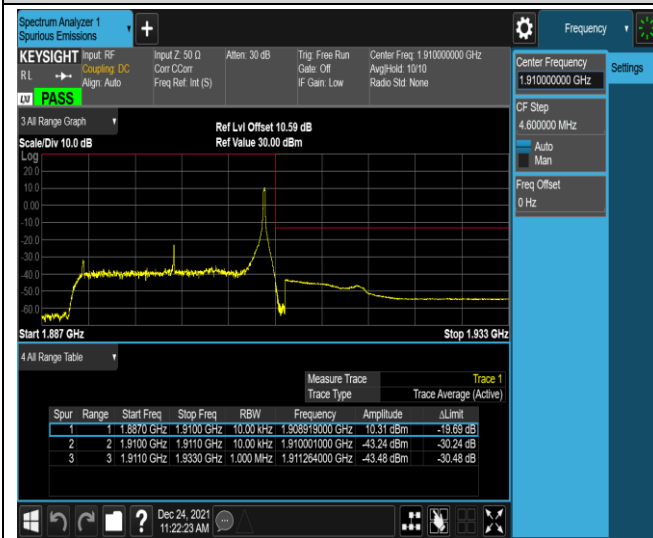 Spectrum Analyzer 1
Spurious Emissions
Frequency
KEYSIGHT
Input: RF
Input Z: 50 Ω
Atten: 30 dB
Trig: Free Run
Center Freq: 1.910000000 GHz
R L
Coupling: DC
Corr CCorr
Gate: Off
Avg|Hold: 10/10
Align: Auto
Freq Ref: Int (S)
IF Gain: Low
Radio Std: None
LXI
PASS
3 All Range Graph
Ref Lvl Offset 10.59 dB
Scale/Div 10.0 dB
Ref Value 30.00 dBm
Log
20.0
10.0
0.00
-10.0
-20.0
-30.0
-40.0
-50.0
-60.0
Start 1.887 GHz
Stop 1.933 GHz
4 All Range Table
Measure Trace Trace 1
Trace Type Trace Average (Active)
Spur Range Start Freq Stop Freq RBW Frequency Amplitude ΔLimit
1 1 1.8870 GHz 1.9100 GHz 10.00 kHz 1.908919000 GHz 10.31 dBm -19.69 dB
2 2 1.9100 GHz 1.9110 GHz 10.00 kHz 1.910001000 GHz -43.24 dBm -30.24 dB
3 3 1.9110 GHz 1.9330 GHz 1.000 MHz 1.911264000 GHz -43.48 dBm -30.48 dB
Dec 24, 2021
11:22:23 AM
Center Frequency
1.910000000 GHz
Settings
CF Step
4.600000 MHz
Auto
Man
Freq Offset
0 Hz